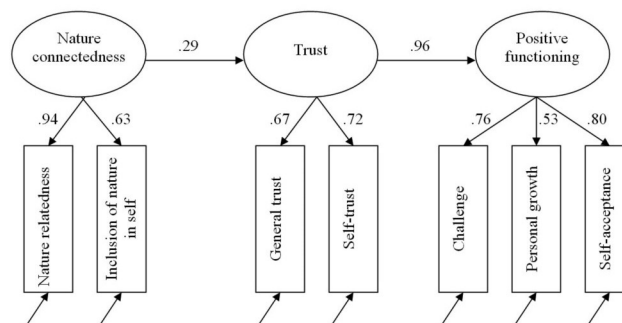 Nature
connectedness
.29
Trust
.96
Positive
functioning
.94
.63
.67
.72
.76
.53
.80
Nature relatedness
Inclusion of nature
in self
General trust
Self-trust
Challenge
Personal growth
Self-acceptance